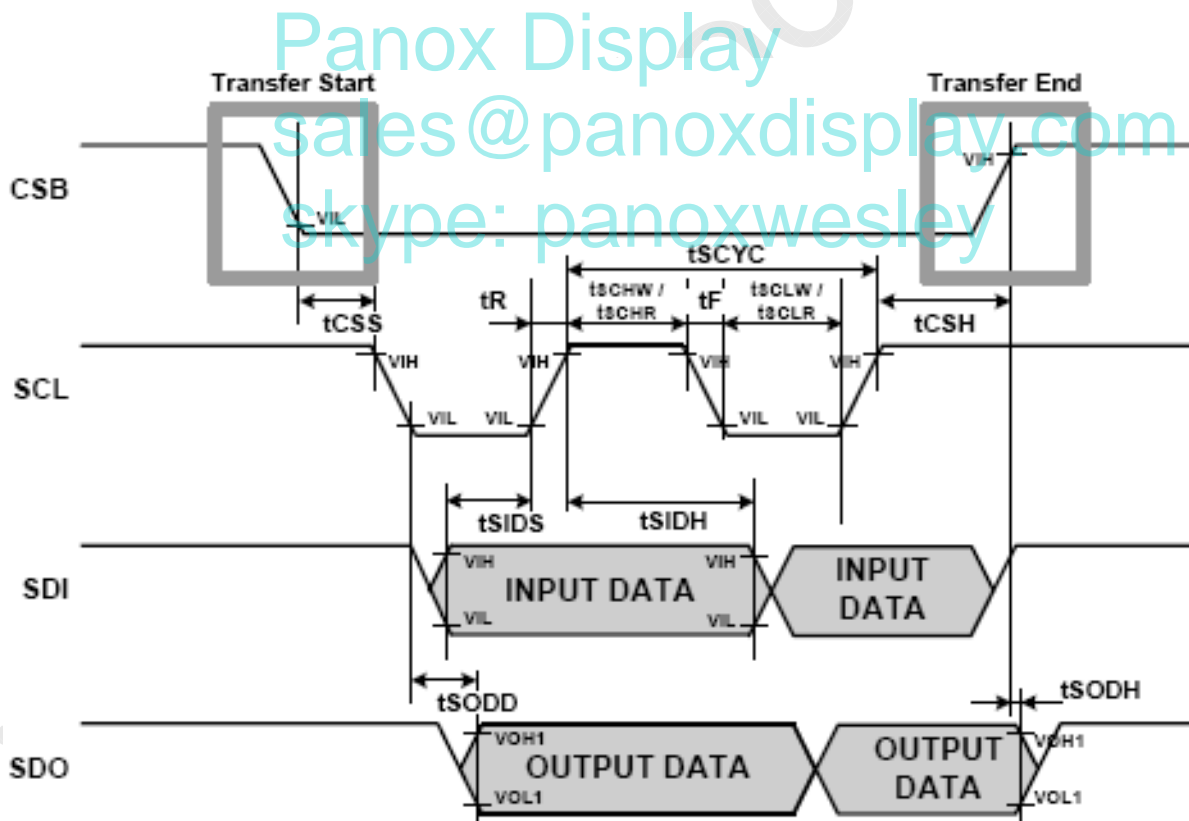 Panox Display
Transfer Start
Transfer End
sales@panoxdisplay.com
CSB
VIL
VIH
skype: panoxwesley
tSCYC
tCSS
tR
tSCHW /
tSCHR
tF
tSCLW /
tSCLR
tCSH
SCL
VIH
VIH
VIH
VIH
VIL
VIL
VIL
VIL
tSIDS
tSIDH
SDI
VIH
VIL
INPUT DATA
VIH
VIL
INPUT
DATA
tSODD
tSODH
SDO
VOH1
VOL1
OUTPUT DATA
OUTPUT
DATA
VOH1
VOL1